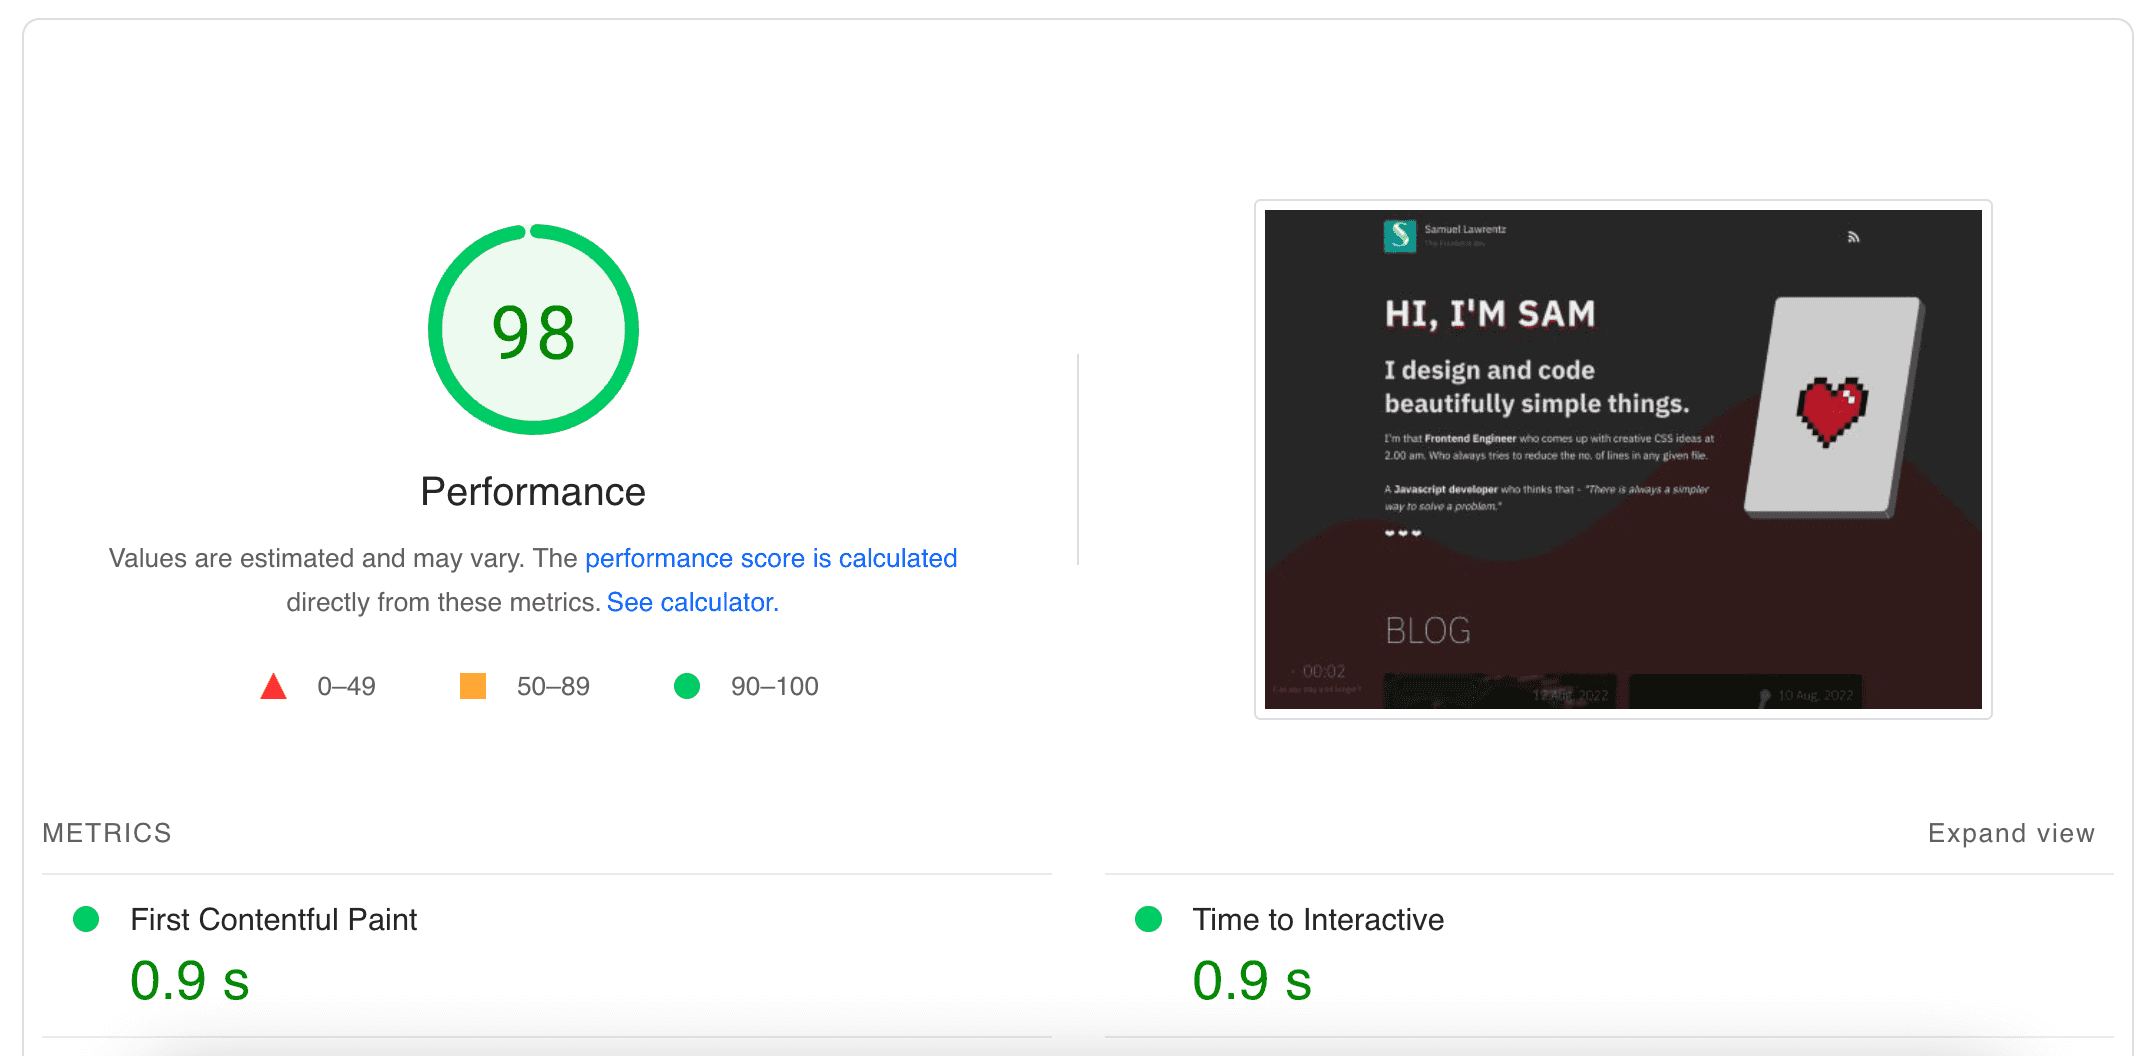 98
Performance
Values are estimated and may vary. The performance score is calculated
directly from these metrics. See calculator.
0–49 50–89 90–100
Samuel Lawrentz
HI, I'M SAM
I design and code
beautifully simple things.
I'm that Frontend Engineer who comes up with creative CSS ideas at
2.00 am. Who always tries to reduce the no. of lines in any given file.
A Javascript developer who thinks that - "There is always a simpler
way to solve a problem."
BLOG
00:02
12 Aug, 2022 10 Aug, 2022
METRICS Expand view
First Contentful Paint
0.9 s
Time to Interactive
0.9 s